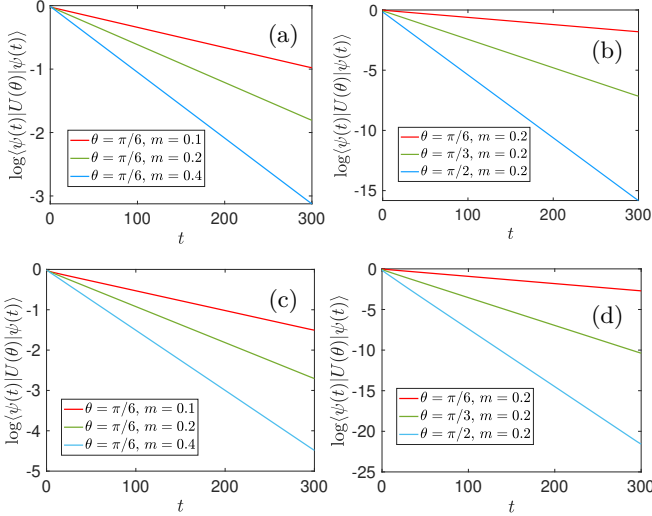 0
-1
-2
-3
0
100
200
300
t
log⟨ψ(t)|U(θ)|ψ(t)⟩
(a)
θ = π/6, m = 0.1
θ = π/6, m = 0.2
θ = π/6, m = 0.4
0
-5
-10
-15
0
100
200
300
t
log⟨ψ(t)|U(θ)|ψ(t)⟩
(b)
θ = π/6, m = 0.2
θ = π/3, m = 0.2
θ = π/2, m = 0.2
0
-1
-2
-3
-4
-5
0
100
200
300
t
log⟨ψ(t)|U(θ)|ψ(t)⟩
(c)
θ = π/6, m = 0.1
θ = π/6, m = 0.2
θ = π/6, m = 0.4
0
-5
-10
-15
-20
-25
0
100
200
300
t
log⟨ψ(t)|U(θ)|ψ(t)⟩
(d)
θ = π/6, m = 0.2
θ = π/3, m = 0.2
θ = π/2, m = 0.2